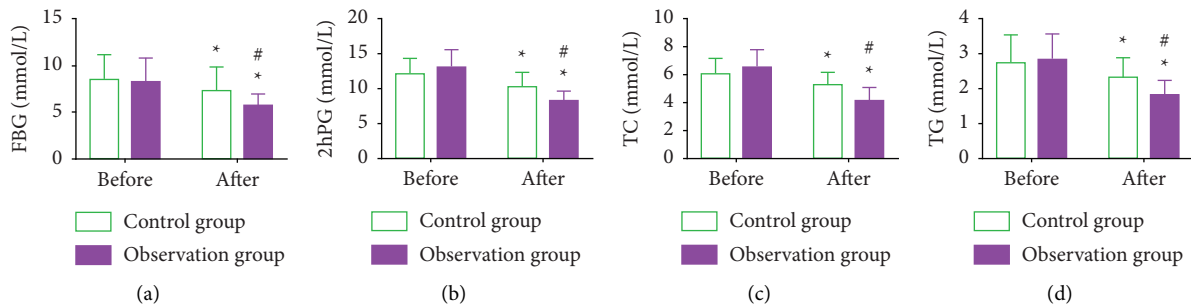 FBG (mmol/L)
15
10
5
0
*
#
*
Before
After
Control group
Observation group
(a)
2hPG (mmol/L)
20
15
10
5
0
*
#
*
Before
After
Control group
Observation group
(b)
TC (mmol/L)
10
8
6
4
2
0
*
#
*
Before
After
Control group
Observation group
(c)
TG (mmol/L)
4
3
2
1
0
*
#
*
Before
After
Control group
Observation group
(d)